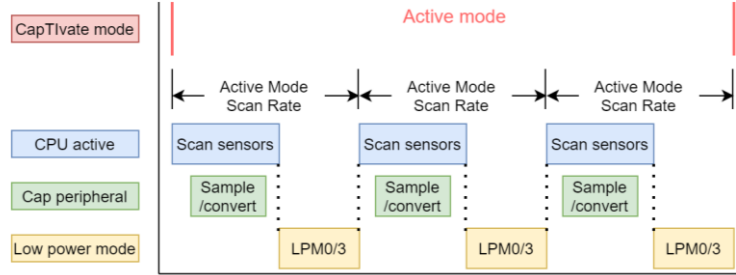 CapTIvate mode
Active mode
Active Mode
Scan Rate
Active Mode
Scan Rate
Active Mode
Scan Rate
CPU active
Scan sensors
Scan sensors
Scan sensors
Cap peripheral
Sample
/convert
Sample
/convert
Sample
/convert
Low power mode
LPM0/3
LPM0/3
LPM0/3